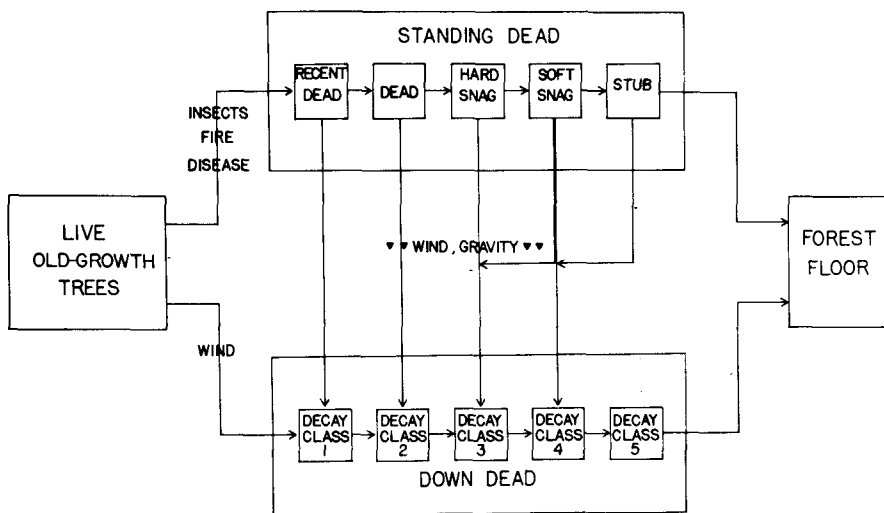 STANDING DEAD
RECENT
DEAD
DEAD
HARD
SNAG
SOFT
SNAG
STUB
INSECTS
FIRE
DISEASE
LIVE
OLD-GROWTH
TREES
WIND, GRAVITY
FOREST
FLOOR
WIND
DECAY
CLASS
1
DECAY
CLASS
2
DECAY
CLASS
3
DECAY
CLASS
4
DECAY
CLASS
5
DOWN DEAD